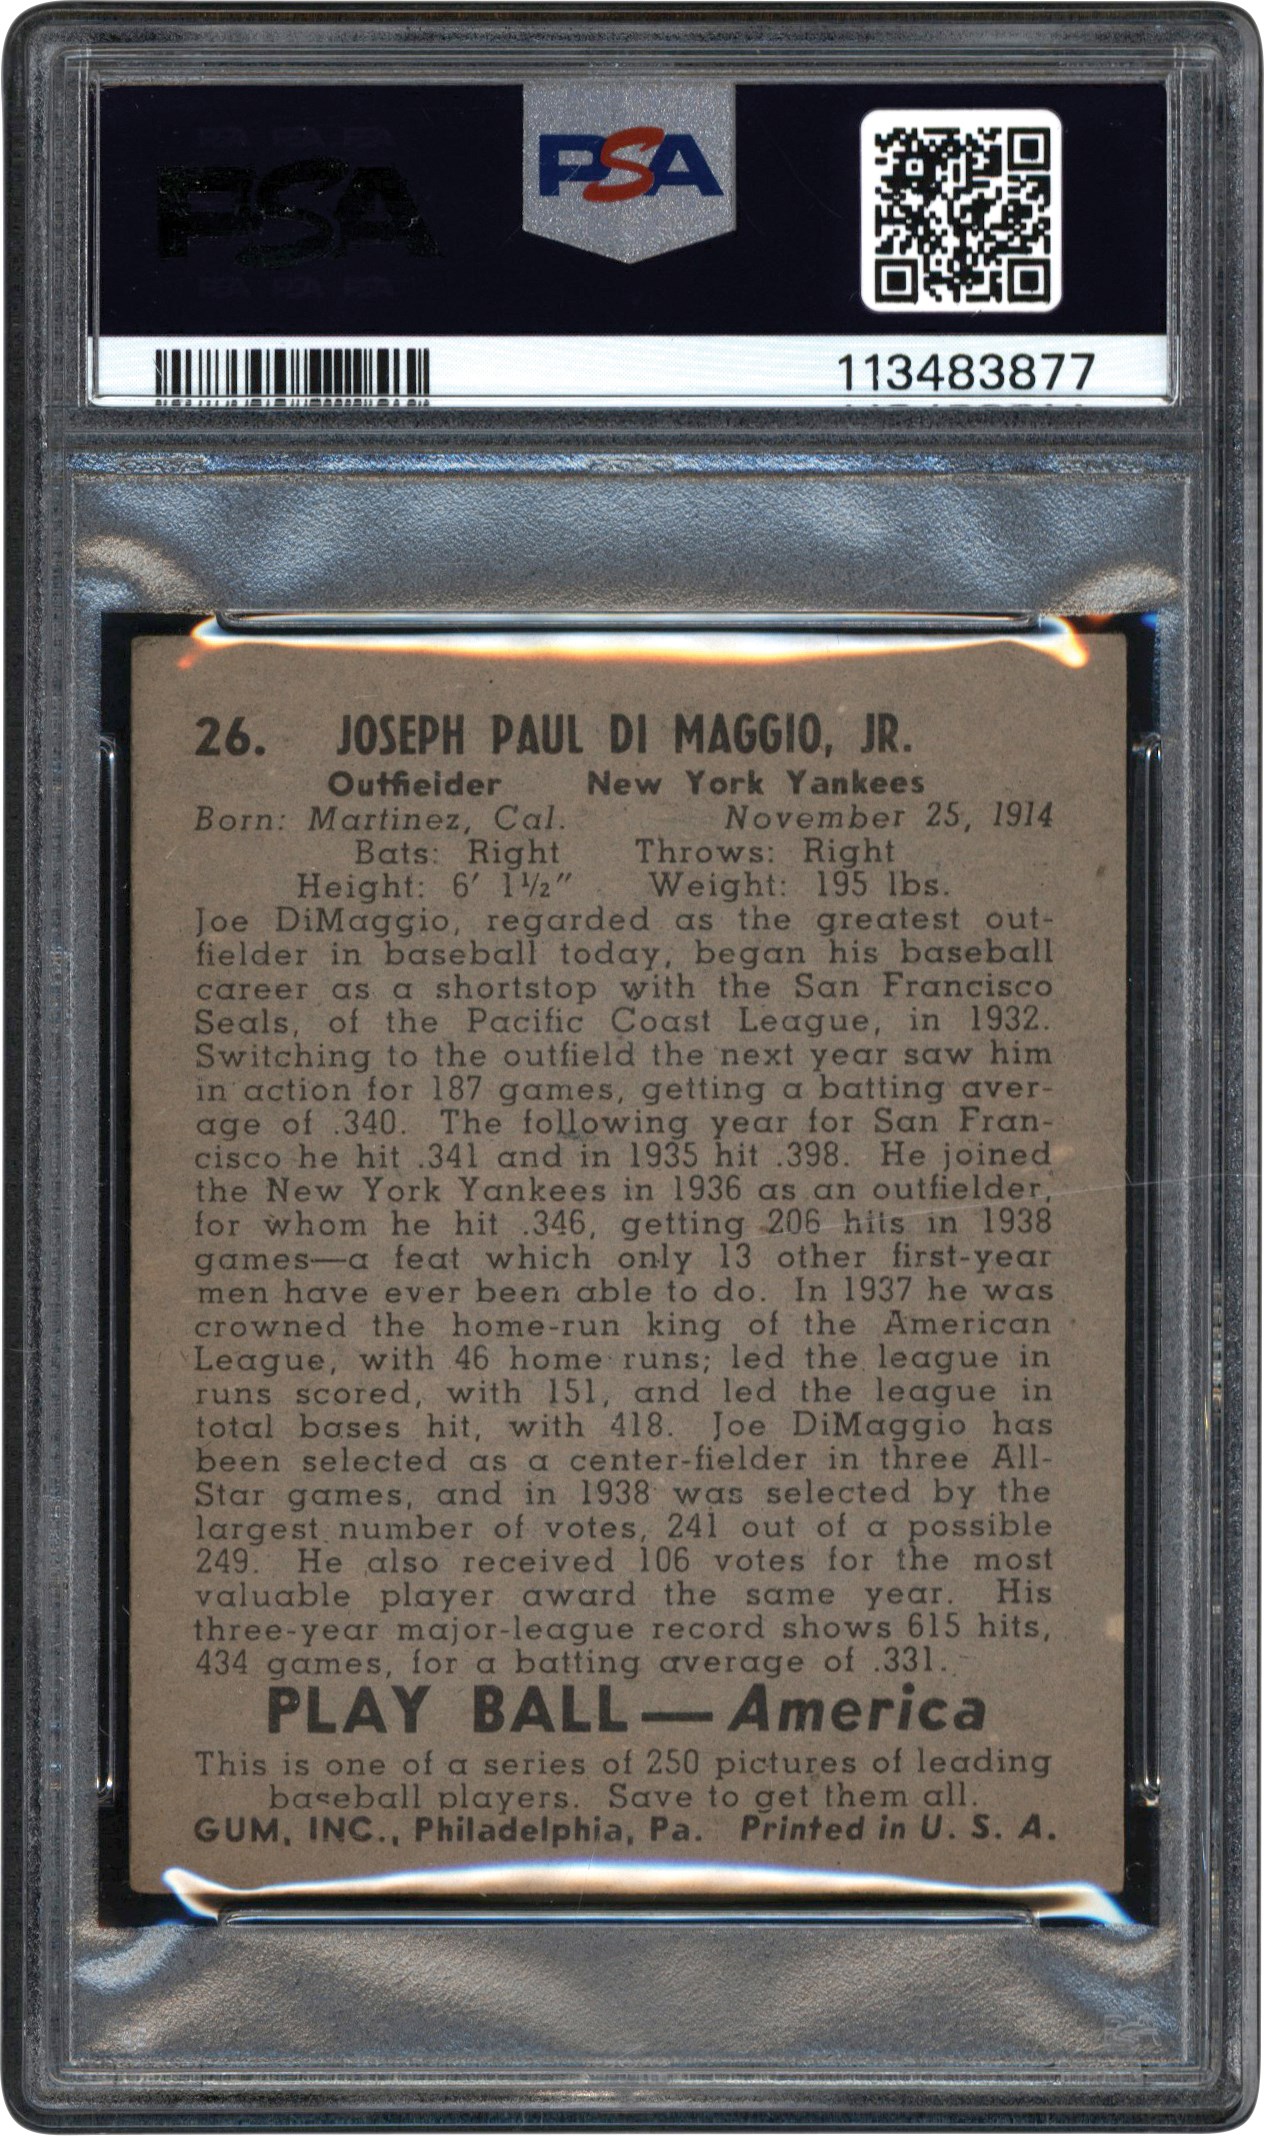 PSA
PSA
113483877
26. JOSEPH PAUL DI MAGGIO, JR.
Outfielder New York Yankees
Born: Martinez, Cal. November 25, 1914
Bats: Right Throws: Right
Height: 6′ 1½″ Weight: 195 lbs.
Joe DiMaggio, regarded as the greatest out-
fielder in baseball today, began his baseball
career as a shortstop with the San Francisco
Seals, of the Pacific Coast League, in 1932.
Switching to the outfield the next year saw him
in action for 187 games, getting a batting aver-
age of .340. The following year for San Fran-
cisco he hit .341 and in 1935 hit .398. He joined
the New York Yankees in 1936 as an outfielder,
for whom he hit .346, getting 206 hits in 1938
games—a feat which only 13 other first-year
men have ever been able to do. In 1937 he was
crowned the home-run king of the American
League, with 46 home runs; led the league in
runs scored, with 151, and led the league in
total bases hit, with 418. Joe DiMaggio has
been selected as a center-fielder in three All-
Star games, and in 1938 was selected by the
largest number of votes, 241 out of a possible
249. He also received 106 votes for the most
valuable player award the same year. His
three-year major-league record shows 615 hits,
434 games, for a batting average of .331.
PLAY BALL—America
This is one of a series of 250 pictures of leading
baseball players. Save to get them all.
GUM, INC., Philadelphia, Pa. Printed in U. S. A.